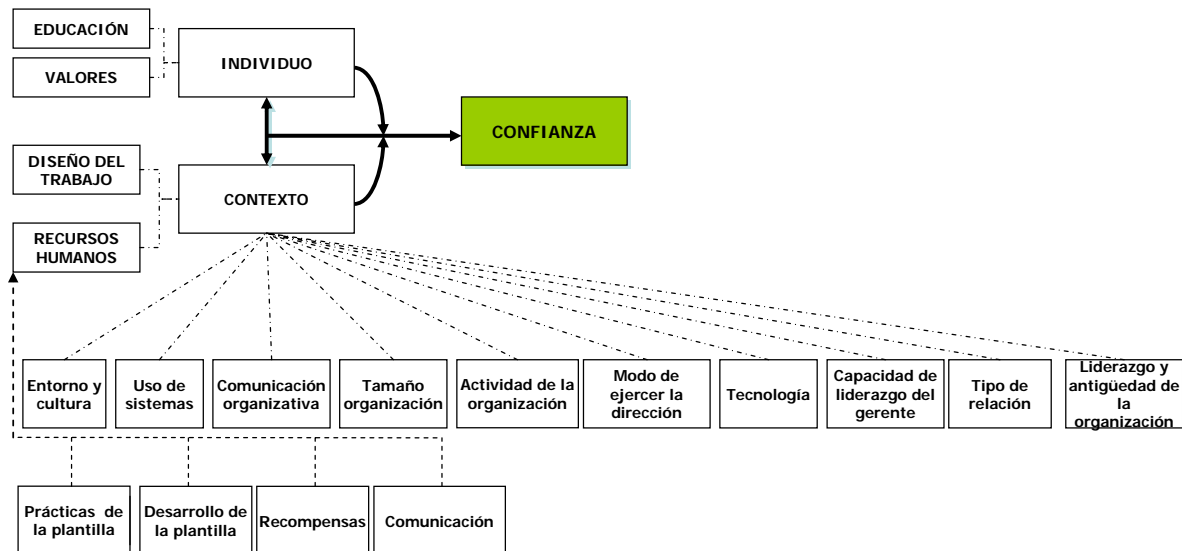 EDUCACIÓN
VALORES
INDIVIDUO
CONFIANZA
DISEÑO DEL
TRABAJO
CONTEXTO
RECURSOS
HUMANOS
Entorno y
cultura
Uso de
sistemas
Comunicación
organizativa
Tamaño
organización
Actividad de la
organización
Modo de
ejercer la
dirección
Tecnología
Capacidad de
liderazgo del
gerente
Tipo de
relación
Liderazgo y
antigüedad de
la
organización
Prácticas de
la plantilla
Desarrollo de
la plantilla
Recompensas
Comunicación